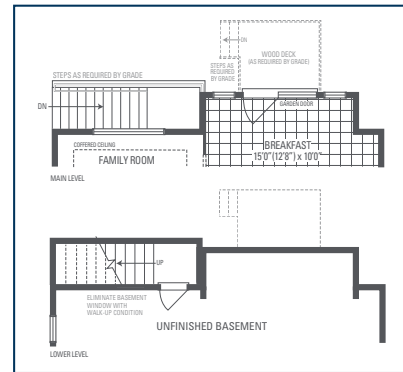 DN
WOOD DECK
(AS REQUIRED BY GRADE)
STEPS AS
REQUIRED
BY GRADE
STEPS AS REQUIRED BY GRADE
DN
GARDEN DOOR
COFFERED CEILING
FAMILY ROOM
BREAKFAST
15'0" (12'8") x 10'0"
MAIN LEVEL
UP
ELIMINATE BASEMENT
WINDOW WITH
WALK-UP CONDITION
UNFINISHED BASEMENT
LOWER LEVEL